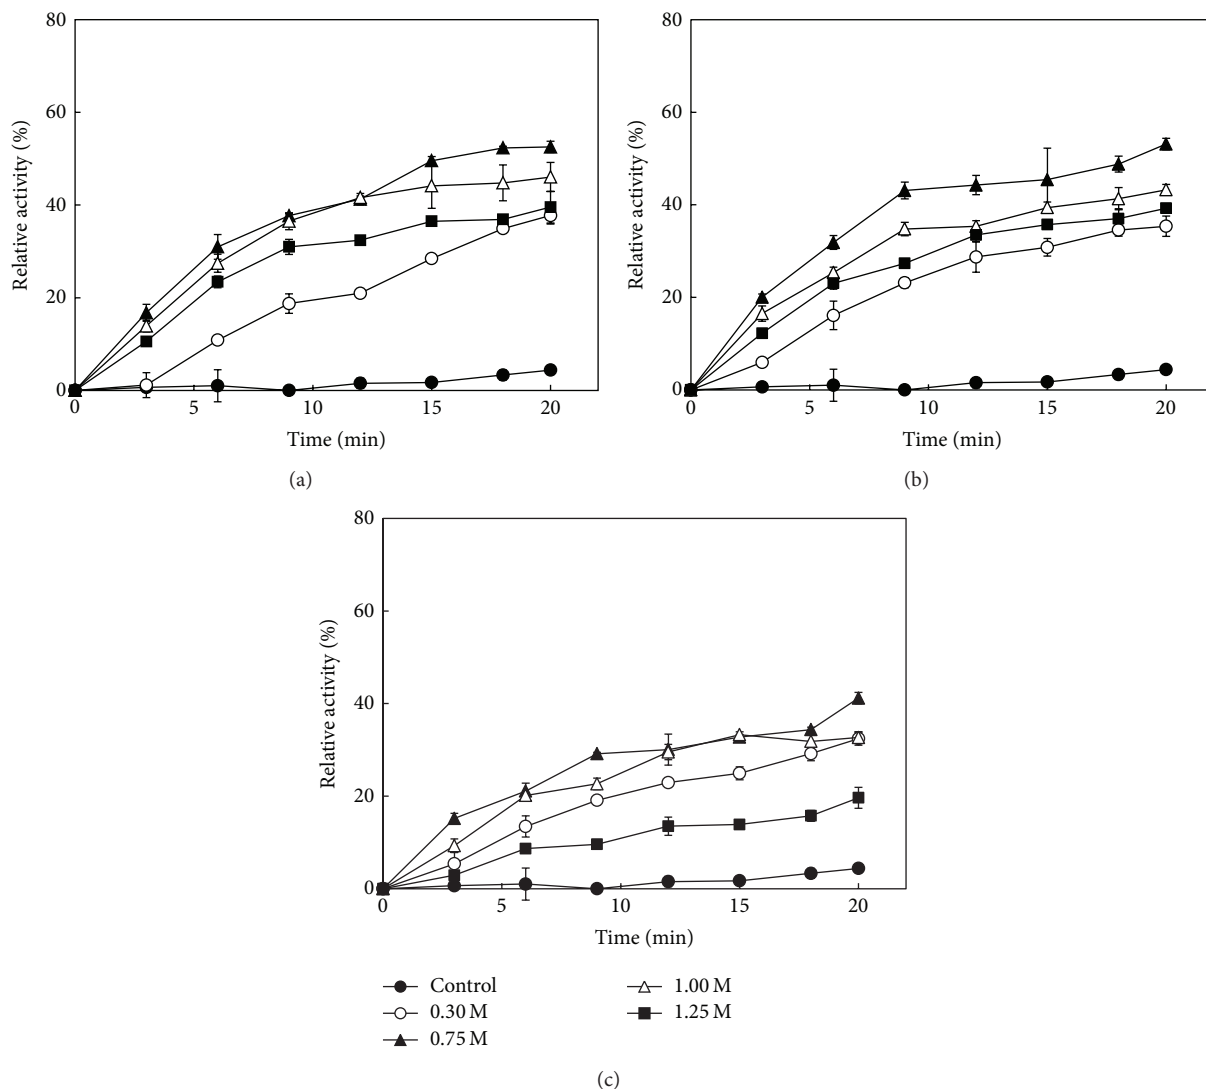 80
60
40
20
0
Relative activity (%)
0 5 10 15 20
Time (min)
(a)
80
60
40
20
0
Relative activity (%)
0 5 10 15 20
Time (min)
(b)
80
60
40
20
0
Relative activity (%)
0 5 10 15 20
Time (min)
Control
0.30 M
0.75 M
1.00 M
1.25 M
(c)